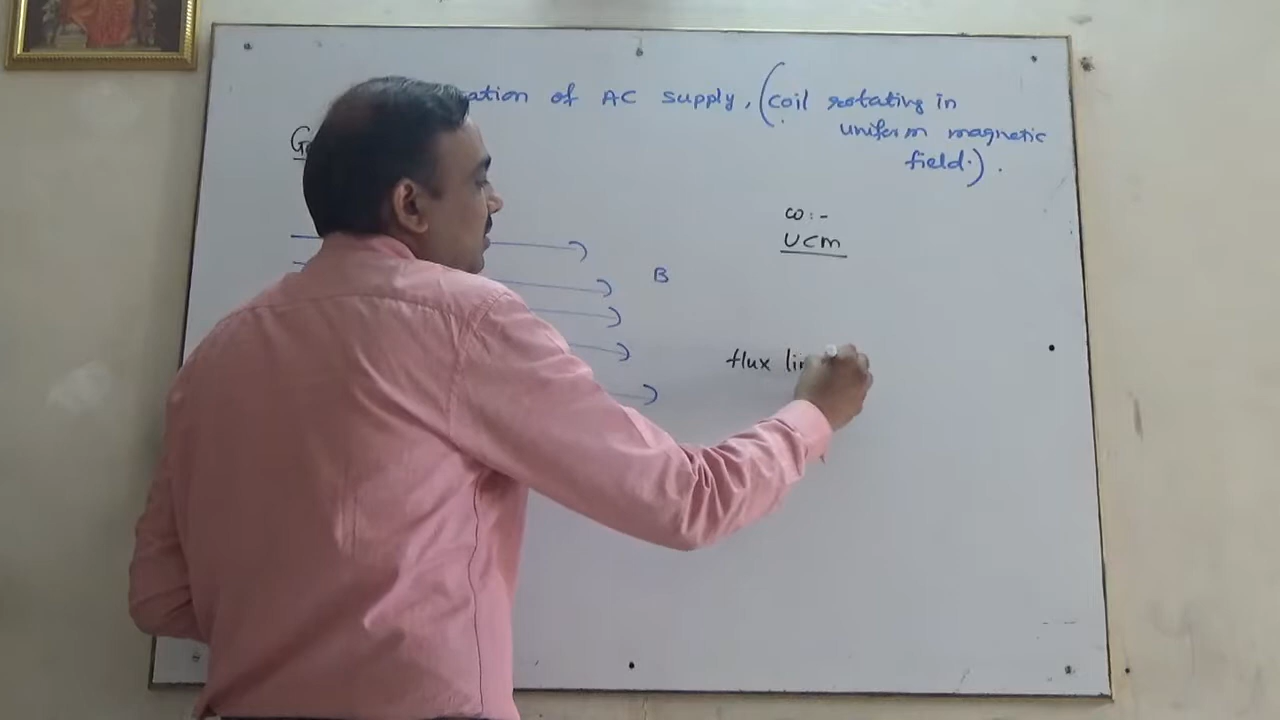 ation of AC supply, (coil rotating in
uniform magnetic
field.).
G
ω :-
UCM
B
flux li